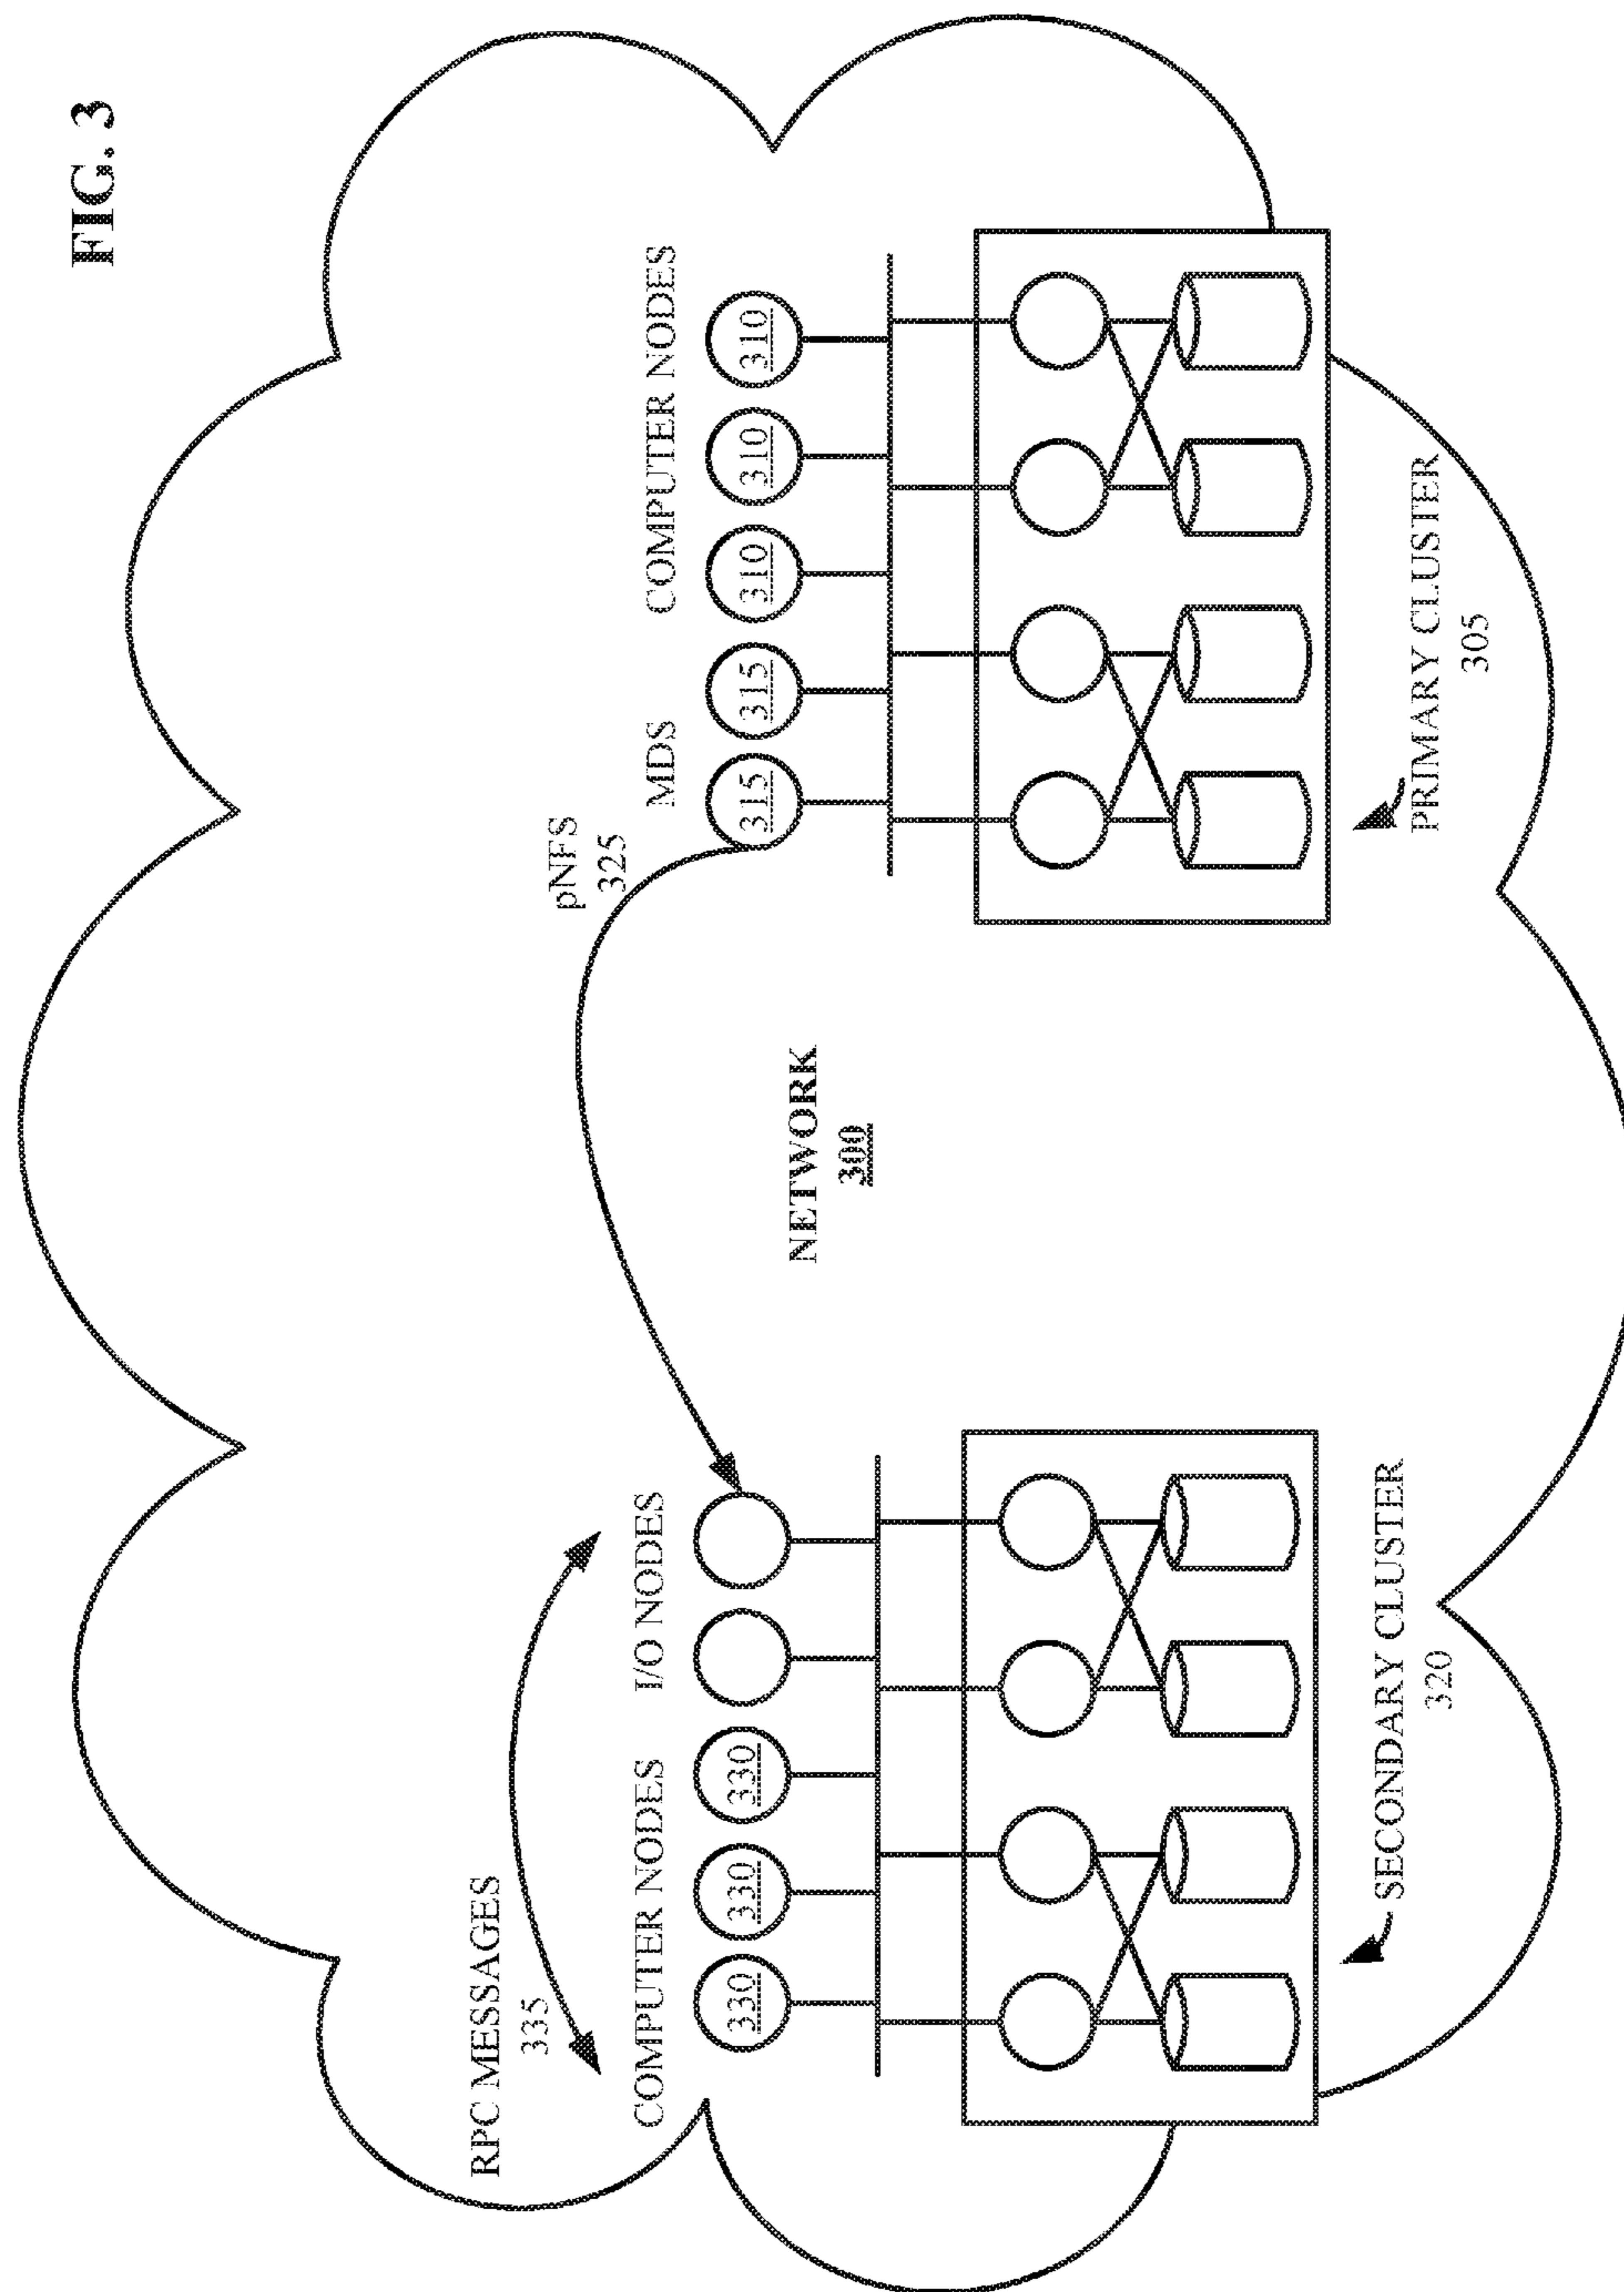 FIG. 3
RPC MESSAGES
335
COMPUTER NODES
I/O NODES
330
330
330
pNFS
325
MDS
COMPUTER NODES
315
315
310
310
310
NETWORK
300
SECONDARY CLUSTER
320
PRIMARY CLUSTER
305